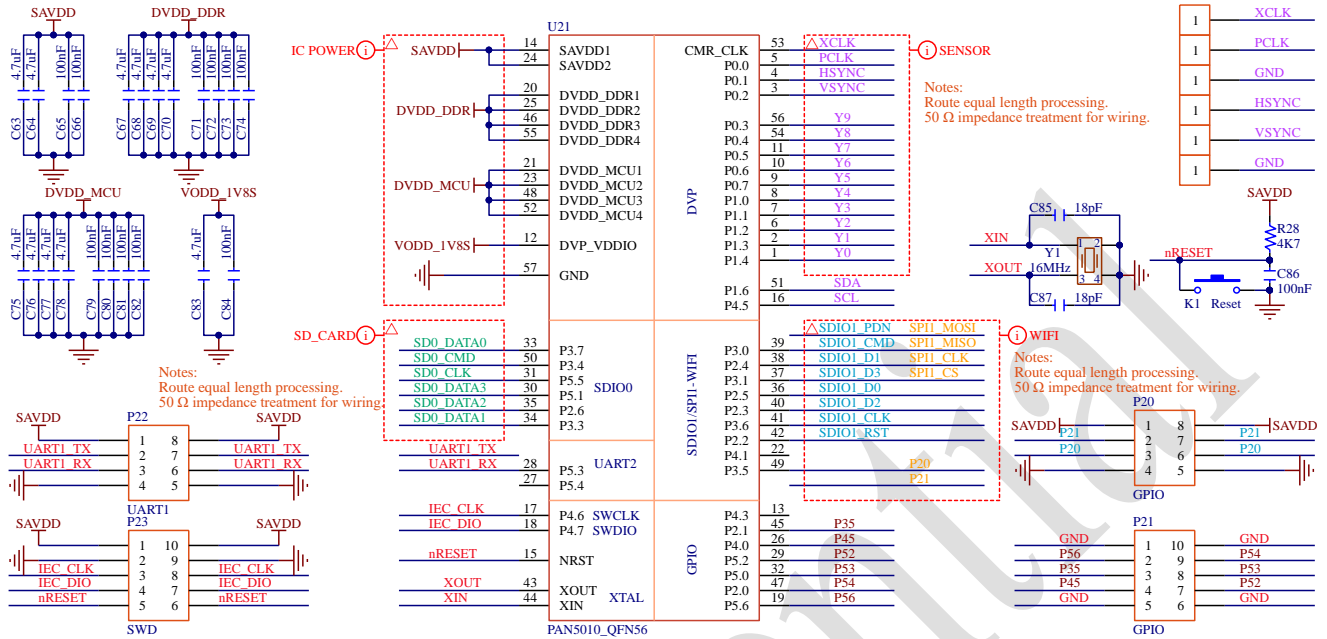 SAVDD DVDD_DDR
4.7uF 4.7uF 100nF 100nF 4.7uF 4.7uF 4.7uF 4.7uF 100nF 100nF 100nF 100nF
C63 C64 C65 C66 C67 C68 C69 C70 C71 C72 C73 C74
DVDD_MCU VODD_1V8S
4.7uF 4.7uF 4.7uF 4.7uF 100nF 100nF 100nF 100nF 4.7uF 100nF
C75 C76 C77 C78 C79 C80 C81 C82 C83 C84
U21
IC POWER i
SAVDD 14 SAVDD1
24 SAVDD2
DVDD_DDR 20 DVDD_DDR1
25 DVDD_DDR2
46 DVDD_DDR3
55 DVDD_DDR4
DVDD_MCU 21 DVDD_MCU1
23 DVDD_MCU2
48 DVDD_MCU3
52 DVDD_MCU4
VODD_1V8S 12 DVP_VDDIO
57 GND
SD_CARD i
SD0_DATA0 33 P3.7
SD0_CMD 50 P3.4
SD0_CLK 31 P5.5
SD0_DATA3 30 P5.1
SD0_DATA2 35 P2.6
SD0_DATA1 34 P3.3
SDIO0
Notes:
Route equal length processing.
50 Ω impedance treatment for wiring.
UART1_TX
UART1_RX 28 P5.3
27 P5.4
UART2
IEC_CLK 17 P4.6 SWCLK
IEC_DIO 18 P4.7 SWDIO
nRESET 15 NRST
XOUT 43 XOUT
XIN 44 XIN
XTAL
PAN5010_QFN56
DVP
CMR_CLK 53 XCLK
P0.0 5 PCLK
P0.1 4 HSYNC
P0.2 3 VSYNC
P0.3 56 Y9
P0.4 54 Y8
P0.5 11 Y7
P0.6 10 Y6
P0.7 9 Y5
P1.0 8 Y4
P1.1 7 Y3
P1.2 6 Y2
P1.3 2 Y1
P1.4 1 Y0
P1.6 51 SDA
P4.5 16 SCL
i SENSOR
Notes:
Route equal length processing.
50 Ω impedance treatment for wiring.
SDIO1/SPI1-WIFI
SDIO1_PDN SPI1_MOSI
P3.0 39 SDIO1_CMD SPI1_MISO
P2.4 38 SDIO1_D1 SPI1_CLK
P3.1 37 SDIO1_D3 SPI1_CS
P2.5 36 SDIO1_D0
P2.3 40 SDIO1_D2
P3.6 41 SDIO1_CLK
P2.2 42 SDIO1_RST
P4.1 22
P3.5 49 P20
P21
i WIFI
Notes:
Route equal length processing.
50 Ω impedance treatment for wiring.
GPIO
P4.3 13
P2.1 45 P35
P4.0 26 P45
P5.2 29 P52
P5.0 32 P53
P2.0 47 P54
P5.6 19 P56
1 XCLK
1 PCLK
1 GND
1 HSYNC
1 VSYNC
1 GND
C85 18pF
XIN
Y1
1 2
XOUT 16MHz
3 4
C87 18pF
SAVDD
R28
4K7
nRESET
C86
100nF
K1 Reset
P22
SAVDD 1 8 SAVDD
UART1_TX 2 7 UART1_TX
UART1_RX 3 6 UART1_RX
4 5
UART1
P23
SAVDD 1 10 SAVDD
2 9
IEC_CLK 3 8 IEC_CLK
IEC_DIO 4 7 IEC_DIO
nRESET 5 6 nRESET
SWD
P20
SAVDD 1 8 SAVDD
P21 2 7 P21
P20 3 6 P20
4 5
GPIO
P21
GND 1 10 GND
P56 2 9 P54
P35 3 8 P53
P45 4 7 P52
GND 5 6 GND
GPIO